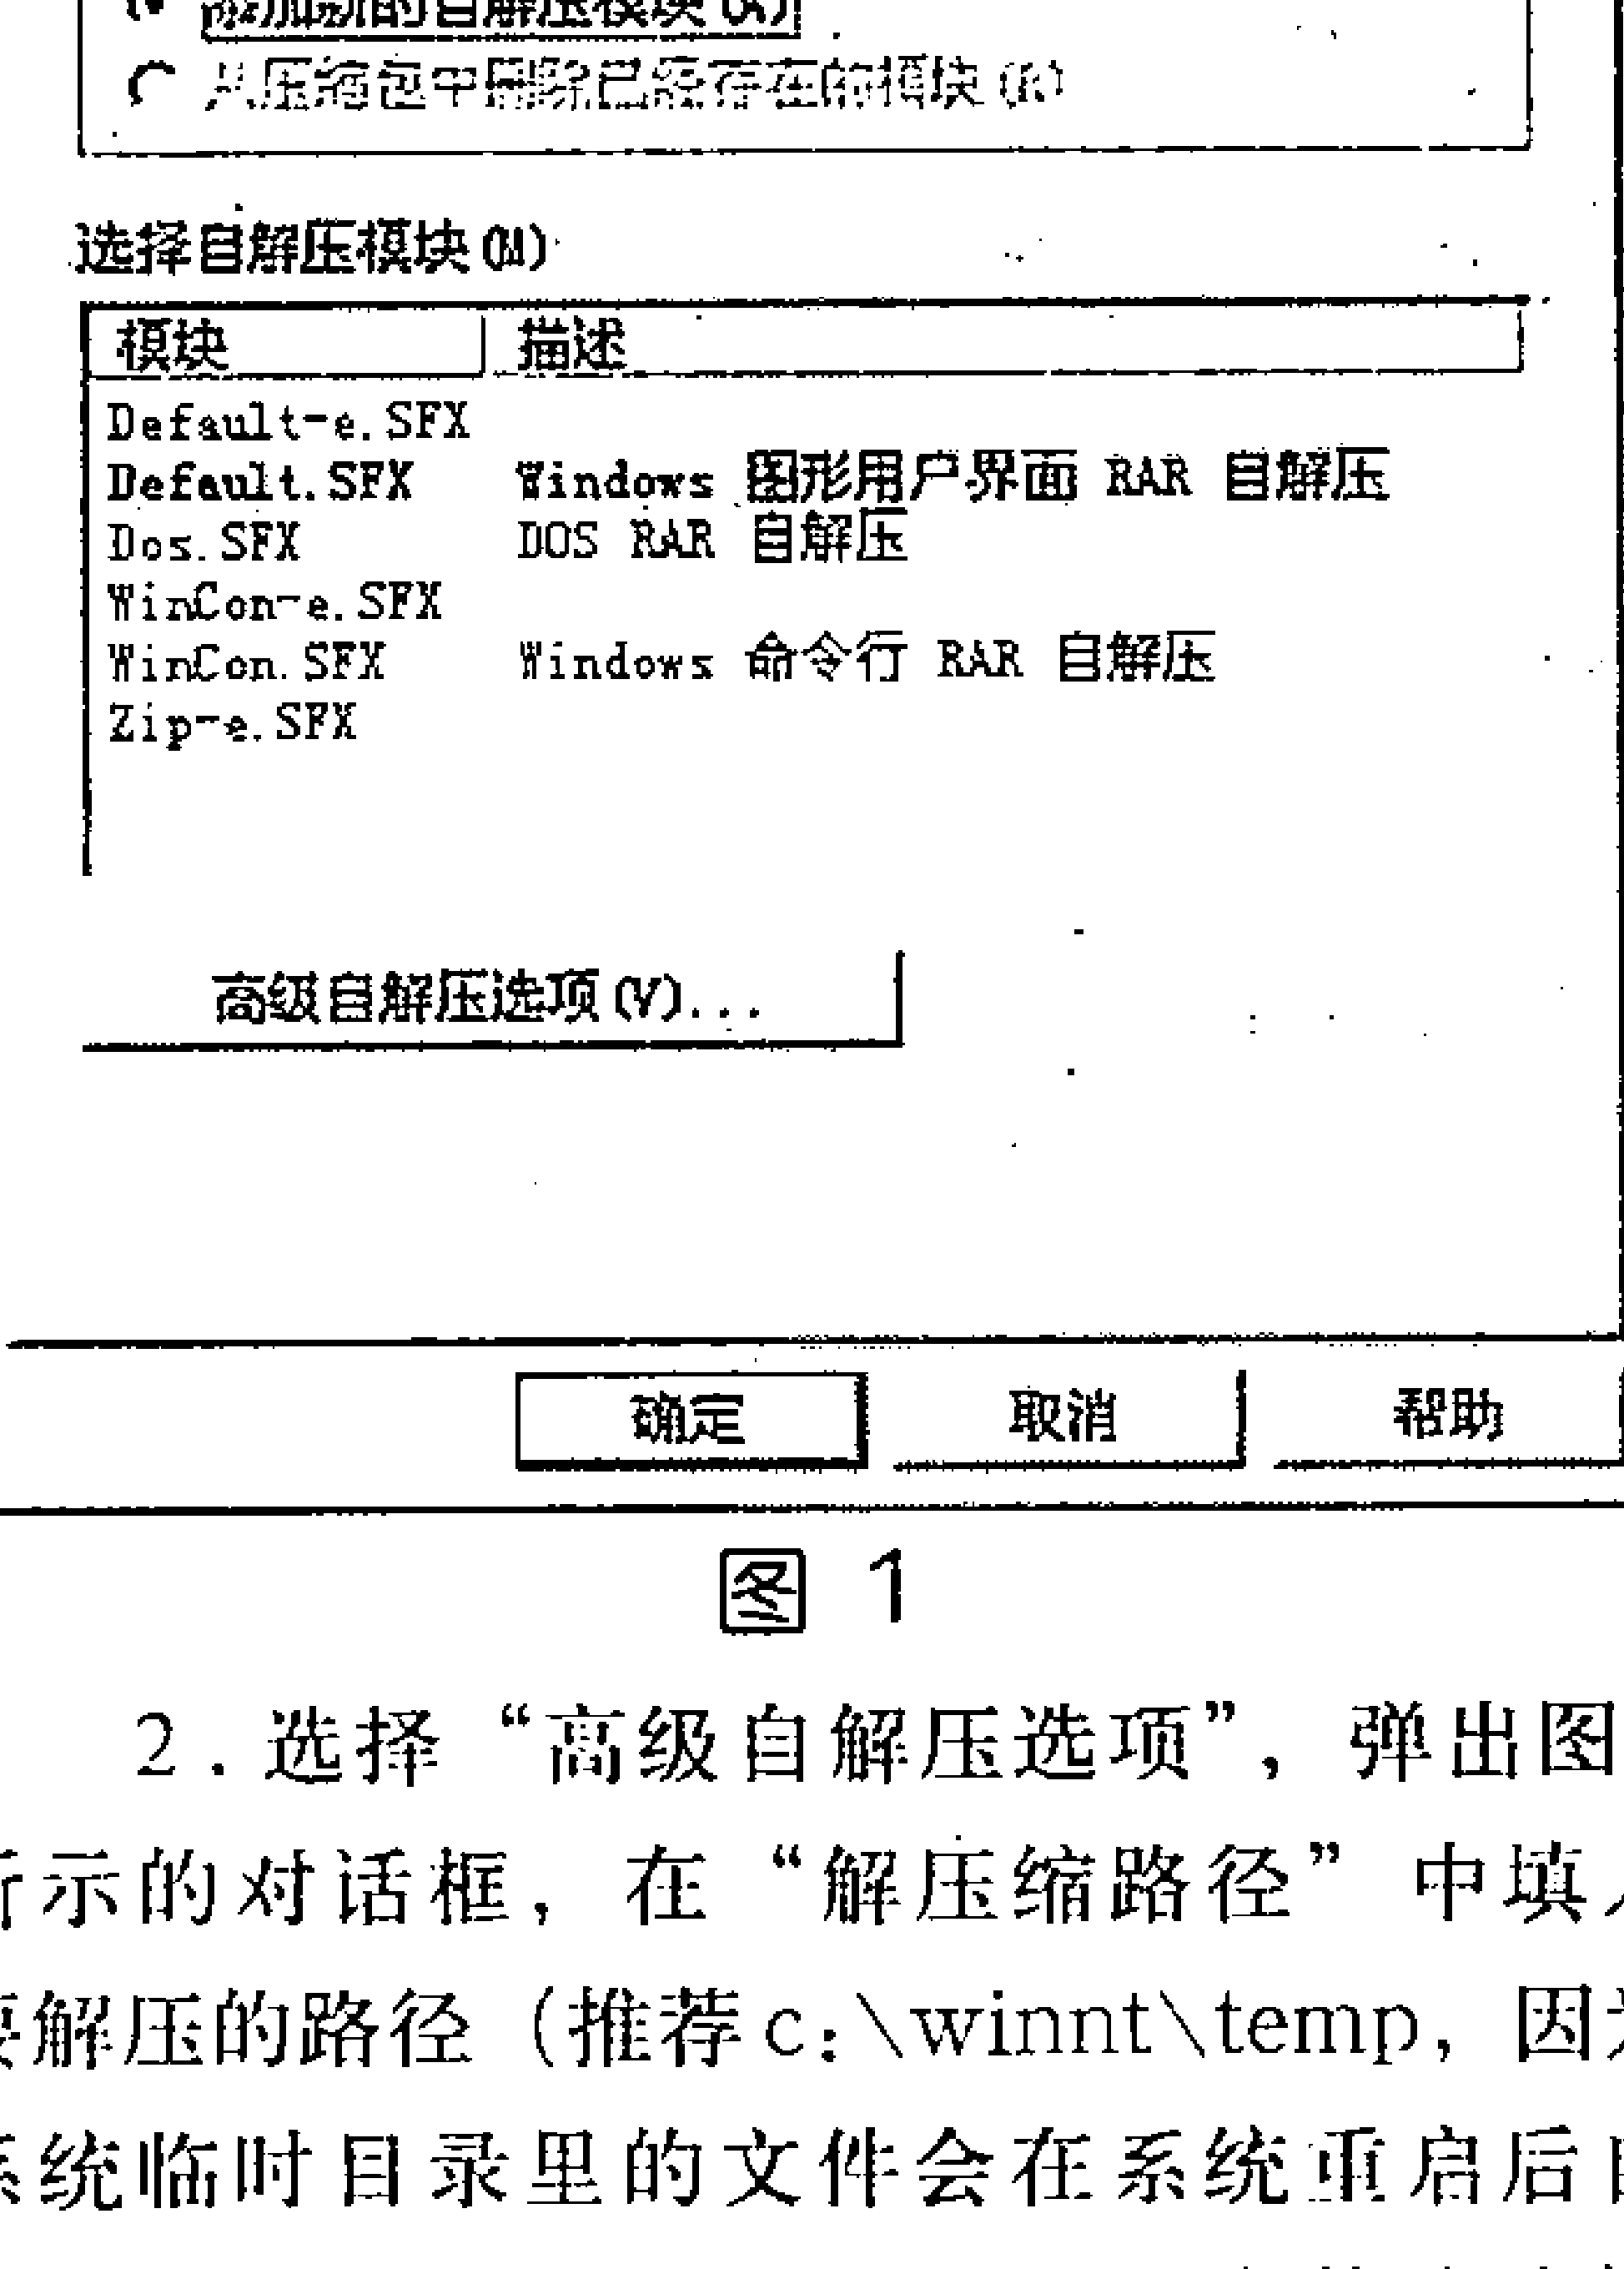 添加新的自解压模块(A)
从压缩包中删除已经存在的模块(R)
选择自解压模块(M)
模块 描述
Default-e.SFX
Default.SFX Windows 图形用户界面 RAR 自解压
Dos.SFX DOS RAR 自解压
WinCon-e.SFX
WinCon.SFX Windows 命令行 RAR 自解压
Zip-e.SFX
高级自解压选项(V)...
确定 取消 帮助
图 1
2．选择“高级自解压选项”，弹出图
所示的对话框，在“解压缩路径”中填入
要解压的路径（推荐c:\winnt\temp，因为
系统临时目录里的文件会在系统重启后自